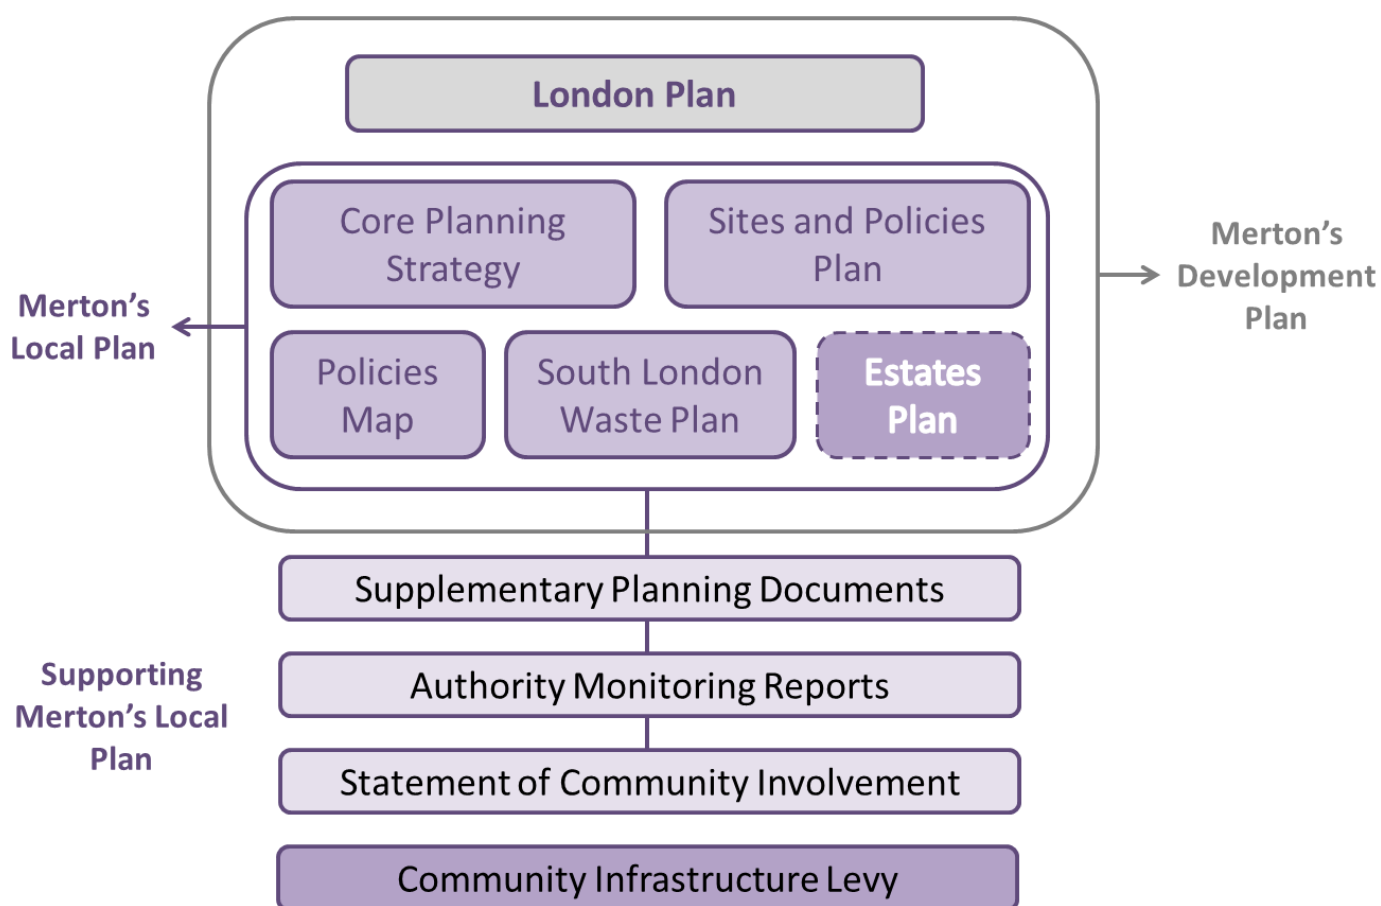 London Plan
Core Planning
Strategy
Sites and Policies
Plan
Merton’s
Development
Plan
Merton’s
Local Plan
Policies
Map
South London
Waste Plan
Estates
Plan
Supplementary Planning Documents
Supporting
Merton’s Local
Plan
Authority Monitoring Reports
Statement of Community Involvement
Community Infrastructure Levy